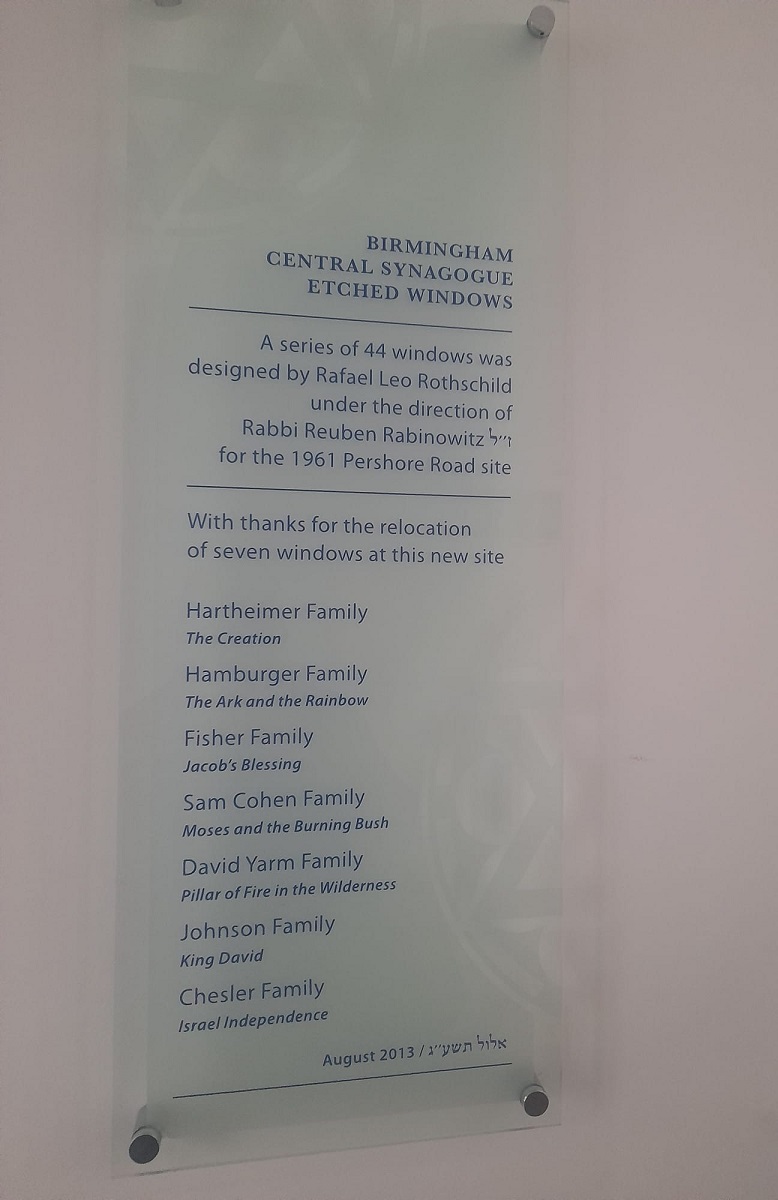 BIRMINGHAM
CENTRAL SYNAGOGUE
ETCHED WINDOWS
A series of 44 windows was
designed by Rafael Leo Rothschild
under the direction of
Rabbi Reuben Rabinowitz ז״ל
for the 1961 Pershore Road site
With thanks for the relocation
of seven windows at this new site
Hartheimer Family
The Creation
Hamburger Family
The Ark and the Rainbow
Fisher Family
Jacob's Blessing
Sam Cohen Family
Moses and the Burning Bush
David Yarm Family
Pillar of Fire in the Wilderness
Johnson Family
King David
Chesler Family
Israel Independence
August 2013 / אלול תשע״ג